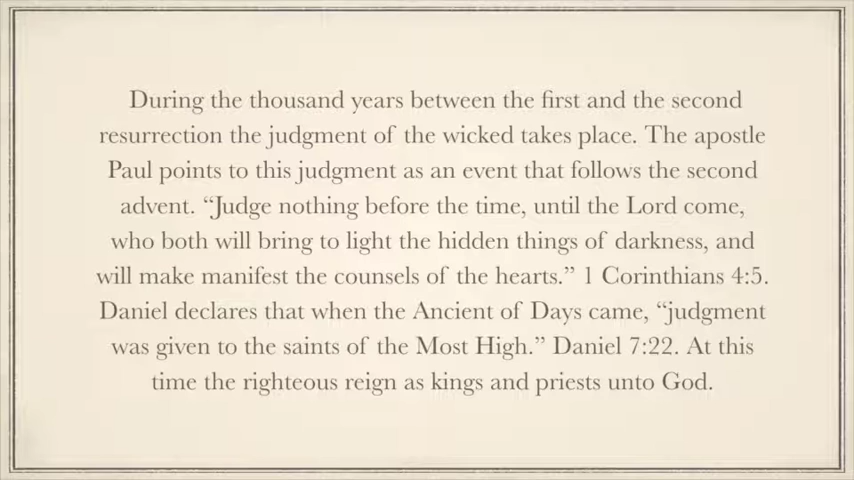 During the thousand years between the first and the second
resurrection the judgment of the wicked takes place. The apostle
Paul points to this judgment as an event that follows the second
advent. “Judge nothing before the time, until the Lord come,
who both will bring to light the hidden things of darkness, and
will make manifest the counsels of the hearts.” 1 Corinthians 4:5.
Daniel declares that when the Ancient of Days came, “judgment
was given to the saints of the Most High.” Daniel 7:22. At this
time the righteous reign as kings and priests unto God.